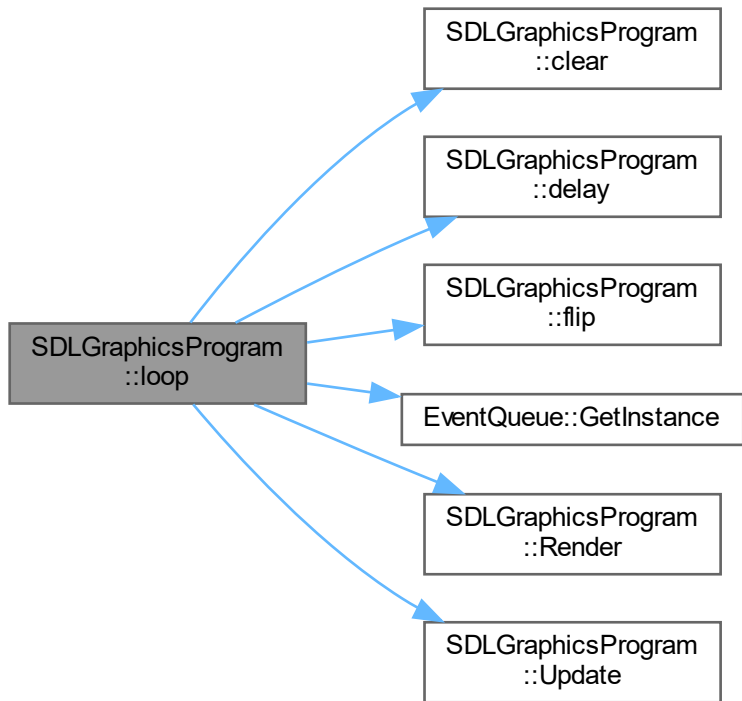 SDLGraphicsProgram
::loop
SDLGraphicsProgram
::clear
SDLGraphicsProgram
::delay
SDLGraphicsProgram
::flip
EventQueue::GetInstance
SDLGraphicsProgram
::Render
SDLGraphicsProgram
::Update